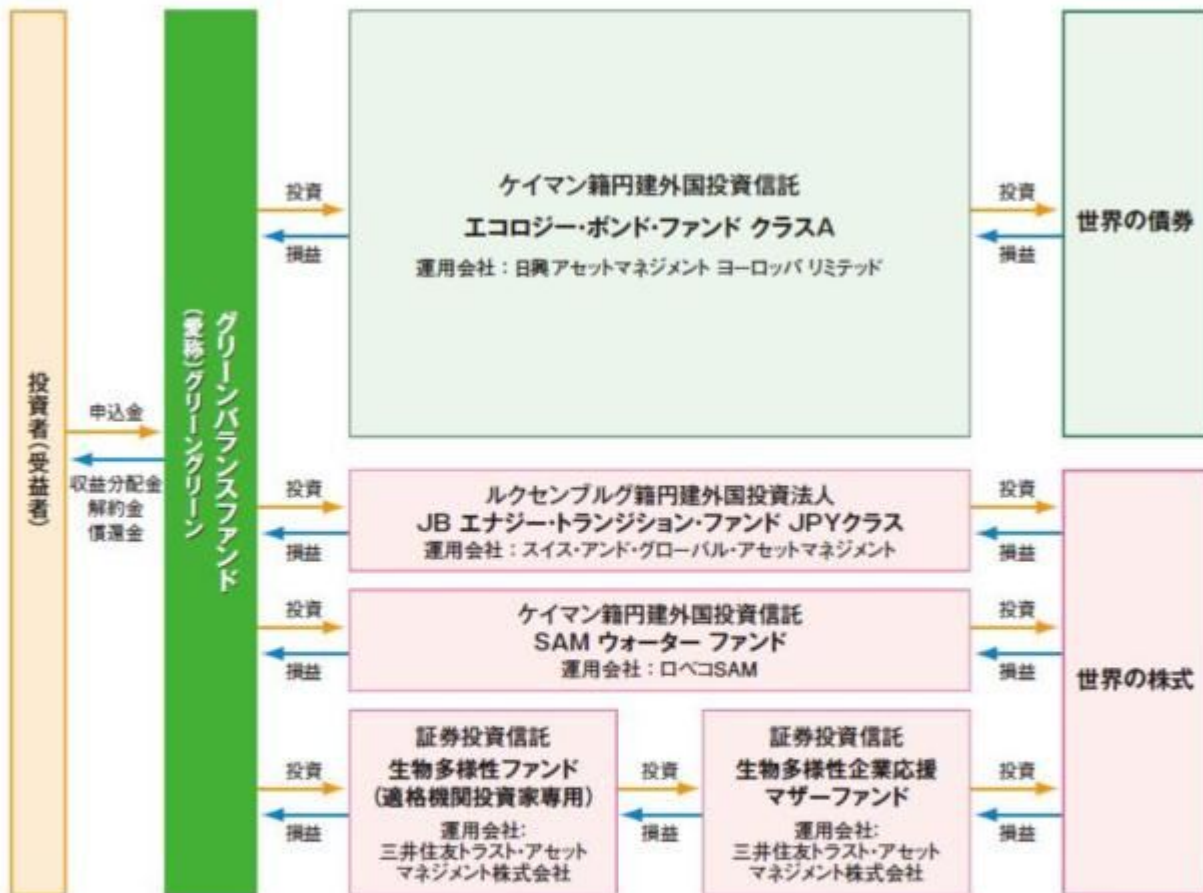 投資者(受益者)
申込金
収益分配金
解約金
償還金
グリーンバランスファンド
(愛称)グリーングリーン
投資
損益
ケイマン籍円建外国投資信託
エコロジー・ボンド・ファンド クラスA
運用会社：日興アセットマネジメント ヨーロッパ リミテッド
投資
損益
世界の債券
投資
損益
ルクセンブルグ籍円建外国投資法人
JB エナジー・トランジション・ファンド JPYクラス
運用会社：スイス・アンド・グローバル・アセットマネジメント
投資
損益
投資
損益
ケイマン籍円建外国投資信託
SAM ウォーター ファンド
運用会社：ロベコSAM
投資
損益
世界の株式
投資
損益
証券投資信託
生物多様性ファンド
(適格機関投資家専用)
運用会社:
三井住友トラスト・アセット
マネジメント株式会社
投資
損益
証券投資信託
生物多様性企業応援
マザーファンド
運用会社:
三井住友トラスト・アセット
マネジメント株式会社
投資
損益